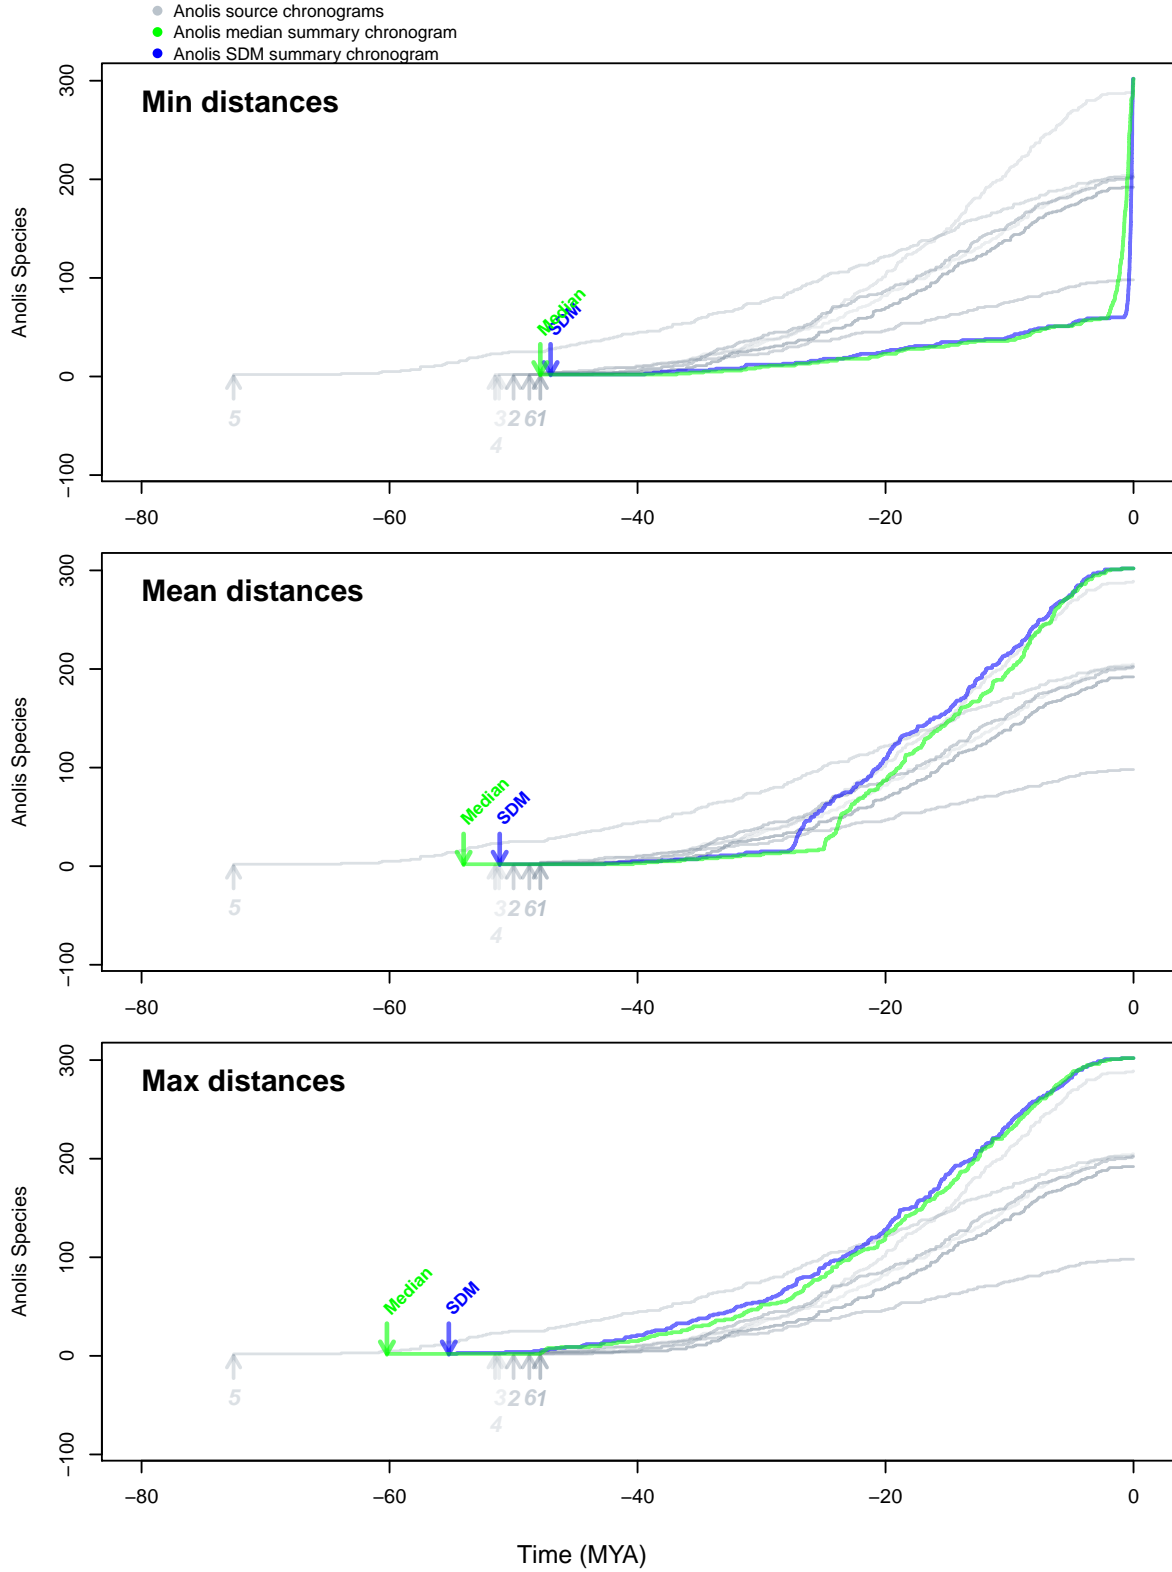 Anolis source chronograms
Anolis median summary chronogram
Anolis SDM summary chronogram
Min distances
Anolis Species
300
200
100
0
−100
Median
SDM
5
3 2 6 1
4
−80 −60 −40 −20 0
Mean distances
Anolis Species
300
200
100
0
−100
Median
SDM
5
3 2 6 1
4
−80 −60 −40 −20 0
Max distances
Anolis Species
300
200
100
0
−100
Median
SDM
5
3 2 6 1
4
−80 −60 −40 −20 0
Time (MYA)